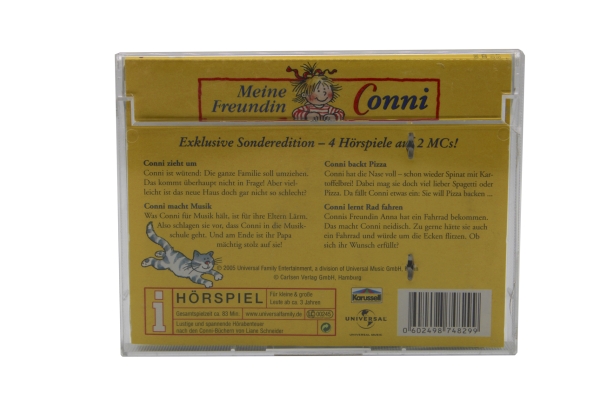 Meine
Freundin
Conni
Exklusive Sonderedition – 4 Hörspiele auf 2 MCs!
Conni zieht um
Conni ist wütend: Die ganze Familie soll umziehen.
Das kommt überhaupt nicht in Frage! Aber viel-
leicht ist das neue Haus doch gar nicht so schlecht?
Conni macht Musik
Was Conni für Musik hält, ist für ihre Eltern Lärm.
Also schlagen sie vor, dass Conni in die Musik-
schule geht. Und am Ende ist ihr Papa
mächtig stolz auf sie!
Conni backt Pizza
Conni hat die Nase voll – schon wieder Spinat mit Kar-
toffelbrei! Dabei mag sie doch viel lieber Spagetti oder
Pizza. Da fällt Conni etwas ein: Sie will Pizza backen ...
Conni lernt Rad fahren
Connis Freundin Anna hat ein Fahrrad bekommen.
Das macht Conni neidisch. Zu gerne hätte sie auch
ein Fahrrad und würde um die Ecken flitzen. Ob
sich ihr Wunsch erfüllt?
℗ 2005 Universal Family Entertainment, a division of Universal Music GmbH,
© Carlsen Verlag GmbH, Hamburg
i
HÖRSPIEL
Für kleine & große
Leute ab ca. 3 Jahren
Gesamtspielzeit ca. 83 Min.
www.universalfamily.de
Lustige und spannende Hörabenteuer
nach den Conni-Büchern von Liane Schneider
Karussell
UNIVERSAL
0 602498 748299